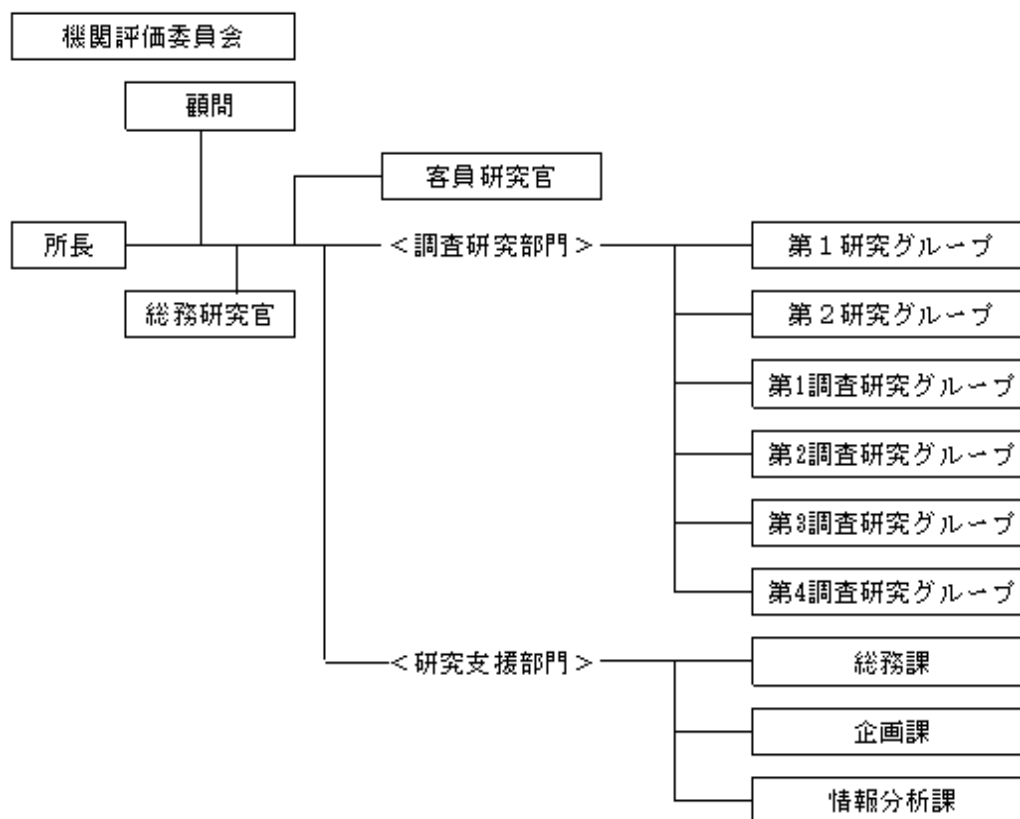 機関評価委員会
顧問
客員研究官
所長
＜調査研究部門＞
総務研究官
第１研究グループ
第２研究グループ
第1調査研究グループ
第2調査研究グループ
第3調査研究グループ
第4調査研究グループ
＜研究支援部門＞
総務課
企画課
情報分析課